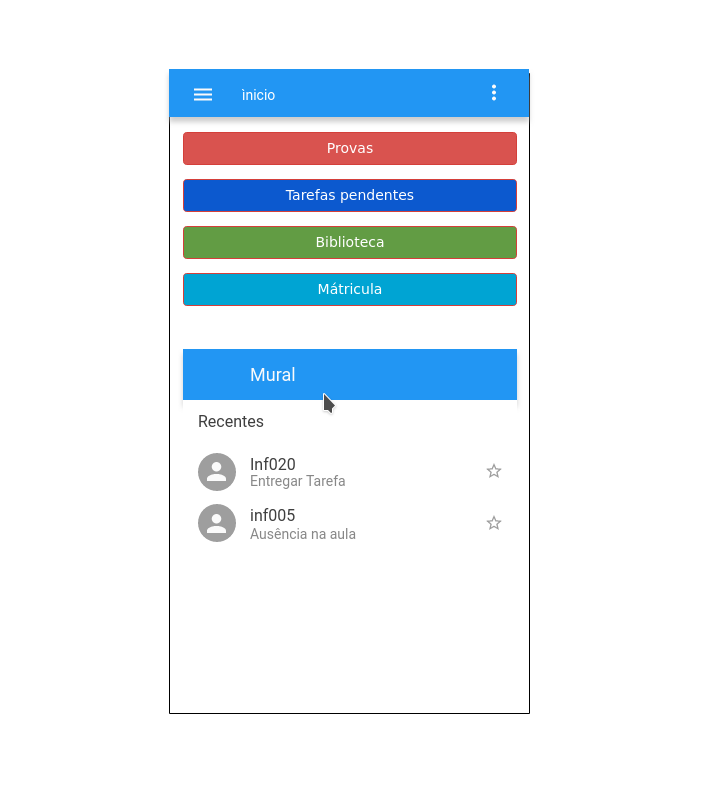 ìnicio
Provas
Tarefas pendentes
Biblioteca
Mátricula
Mural
Recentes
Inf020
Entregar Tarefa
inf005
Ausência na aula